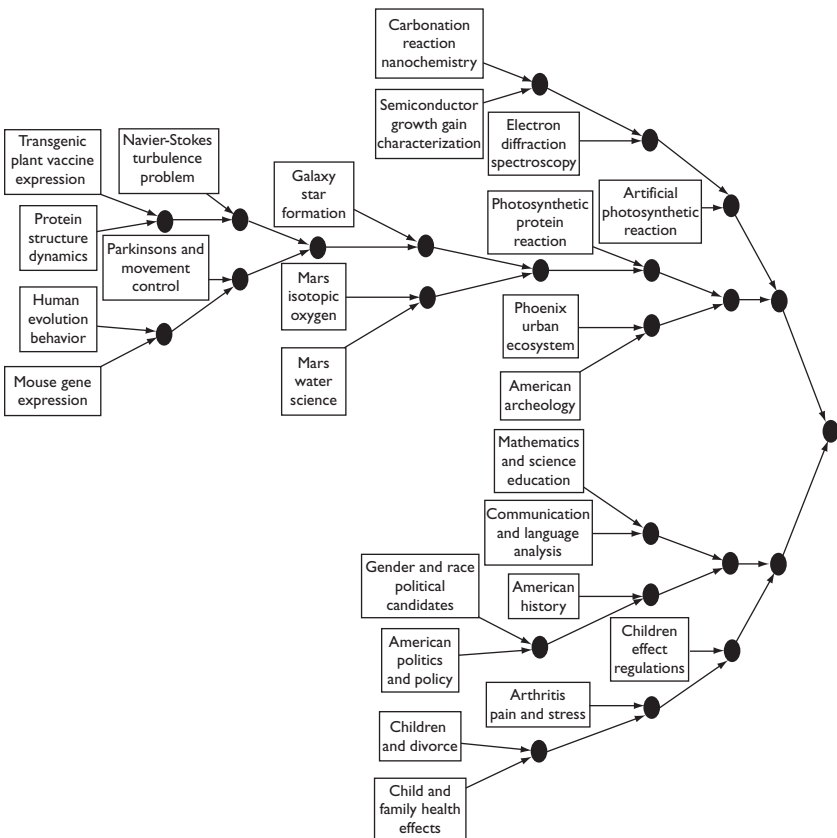 Carbonation
reaction
nanochemistry
Semiconductor
growth gain
characterization
Electron
diffraction
spectroscopy
Transgenic
plant vaccine
expression
Navier-Stokes
turbulence
problem
Galaxy
star
formation
Photosynthetic
protein
reaction
Artificial
photosynthetic
reaction
Protein
structure
dynamics
Parkinsons and
movement
control
Mars
isotopic
oxygen
Human
evolution
behavior
Phoenix
urban
ecosystem
Mouse gene
expression
Mars
water
science
American
archeology
Mathematics
and science
education
Communication
and language
analysis
Gender and race
political
candidates
American
history
American
politics
and policy
Children
effect
regulations
Arthritis
pain and stress
Children
and divorce
Child and
family health
effects